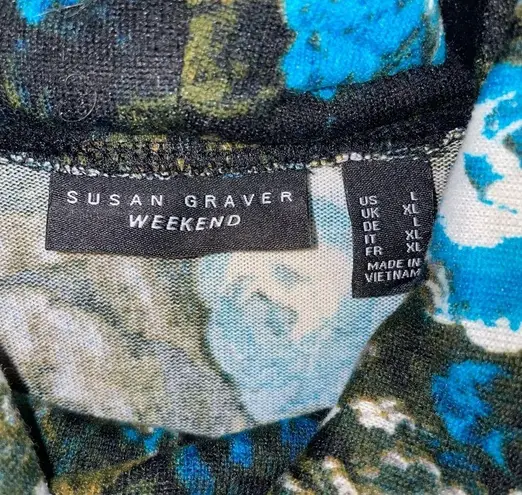 SUSAN GRAVER
WEEKEND
US L
UK XL
DE L
IT XL
FR XL
MADE IN
VIETNAM